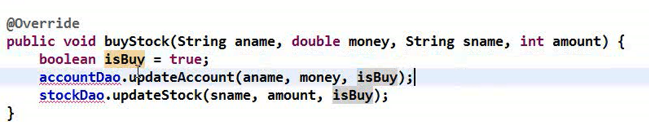 @Override
public void buyStock(String aname, double money, String sname, int amount) {
boolean isBuy = true;
accountDao.updateAccount(aname, money, isBuy);
stockDao.updateStock(sname, amount, isBuy);
}